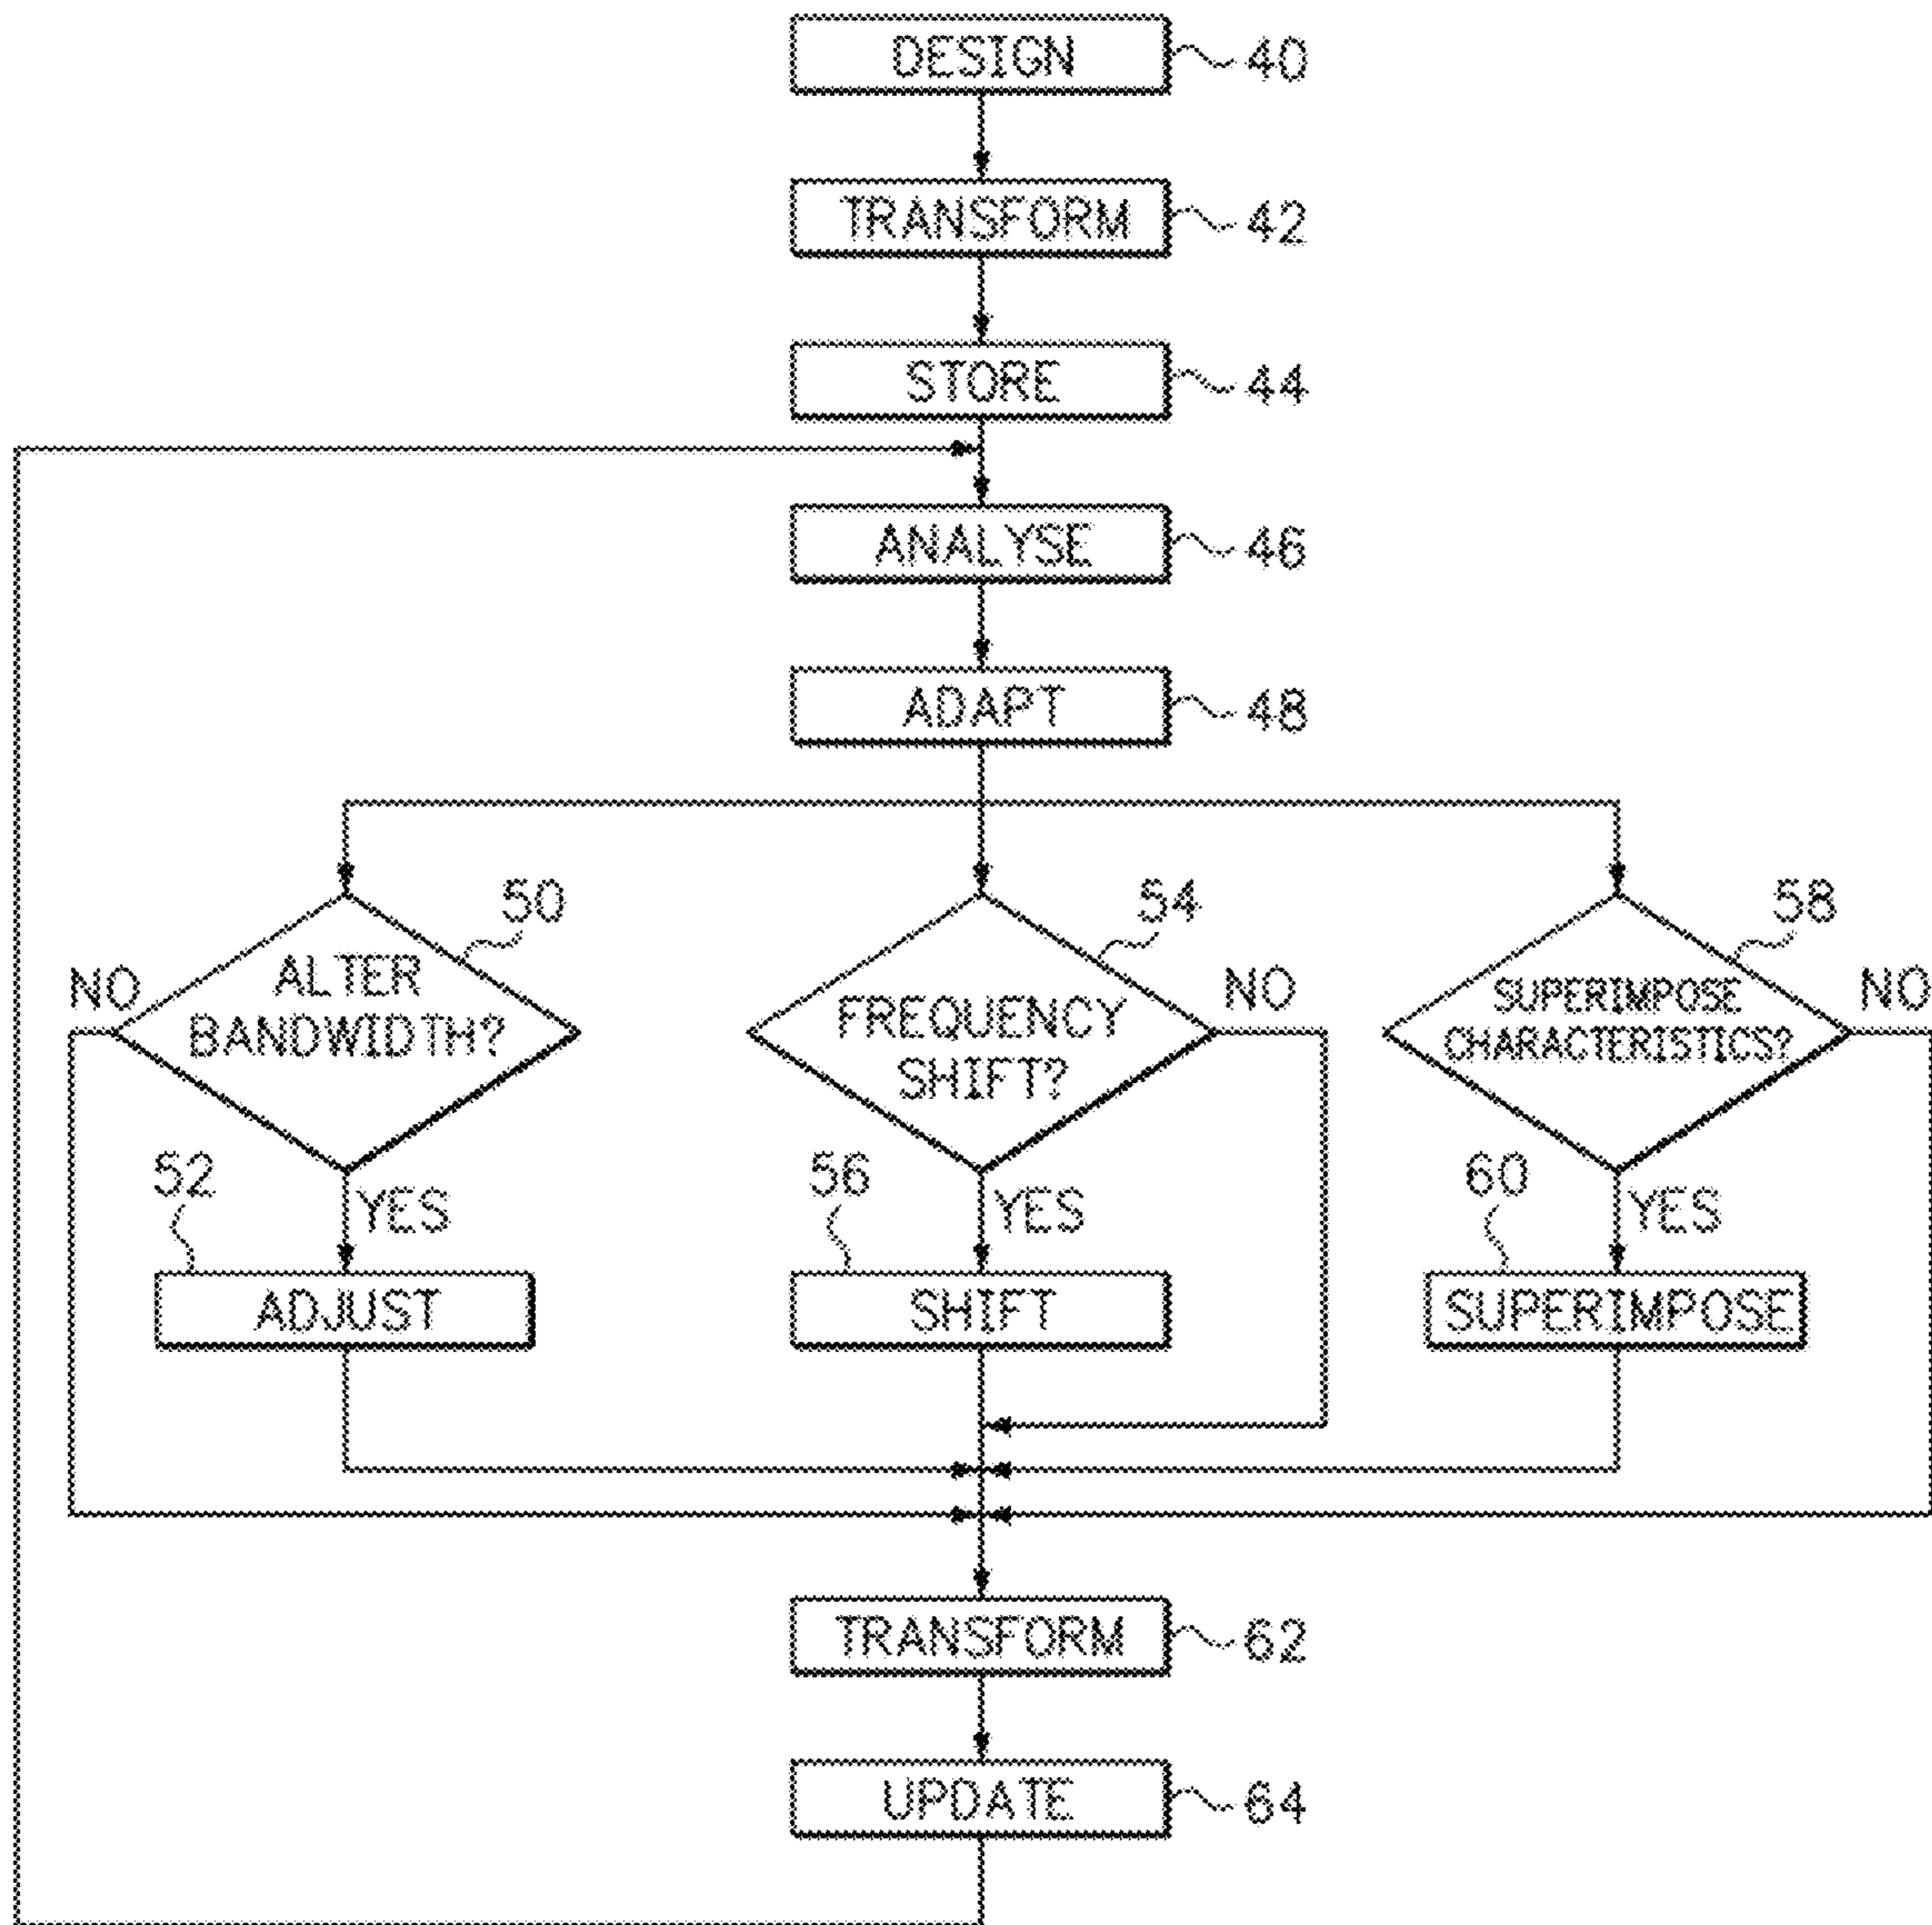 DESIGN 40
TRANSFORM 42
STORE 44
ANALYSE 46
ADAPT 48
50
54
58
NO
ALTER
BANDWIDTH?
FREQUENCY
SHIFT?
NO
SUPERIMPOSE
CHARACTERISTICS?
NO
52
YES
56
YES
60
YES
ADJUST
SHIFT
SUPERIMPOSE
TRANSFORM 62
UPDATE 64